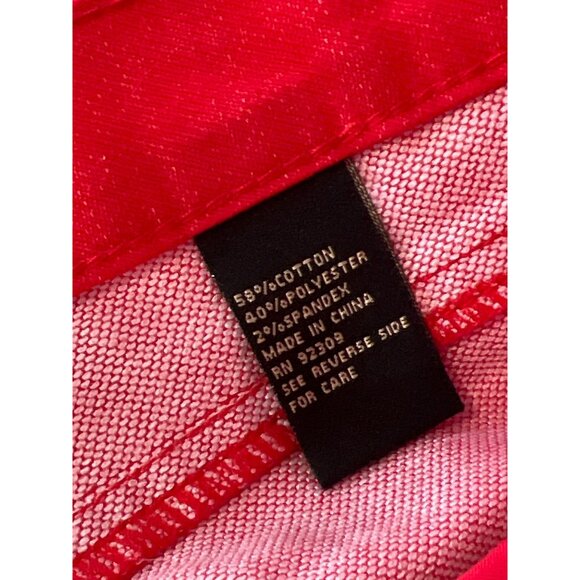 58%COTTON
40%POLYESTER
2%SPANDEX
MADE IN CHINA
RN 92309
SEE REVERSE SIDE
FOR CARE